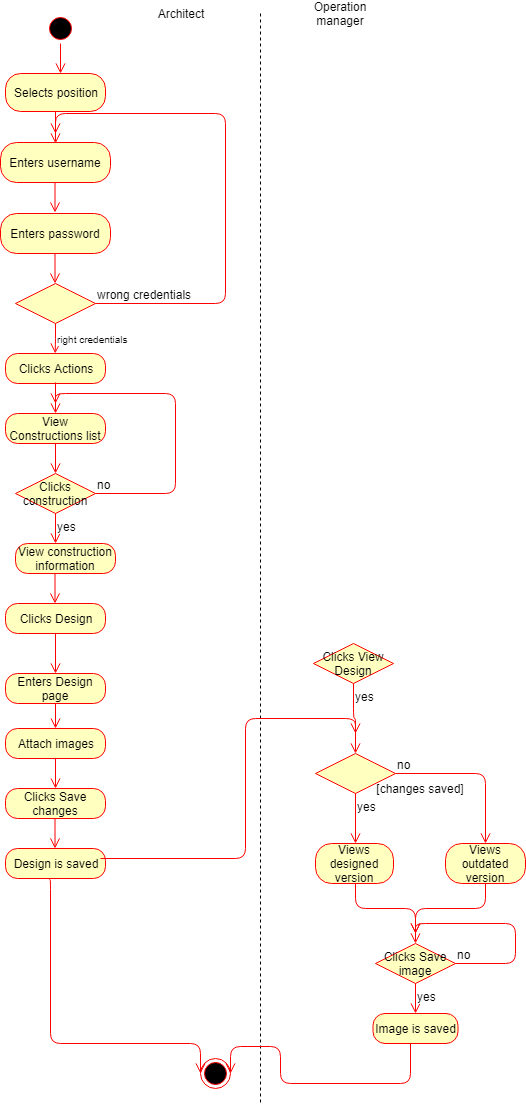 Architect
Operation
manager
Selects position
Enters username
Enters password
wrong credentials
right credentials
Clicks Actions
View
Constructions list
Clicks
construction
no
yes
View construction
information
Clicks Design
Enters Design
page
Attach images
Clicks Save
changes
Design is saved
Clicks View
Design
yes
no
[changes saved]
yes
Views
designed
version
Views
outdated
version
Clicks Save
image
no
yes
Image is saved